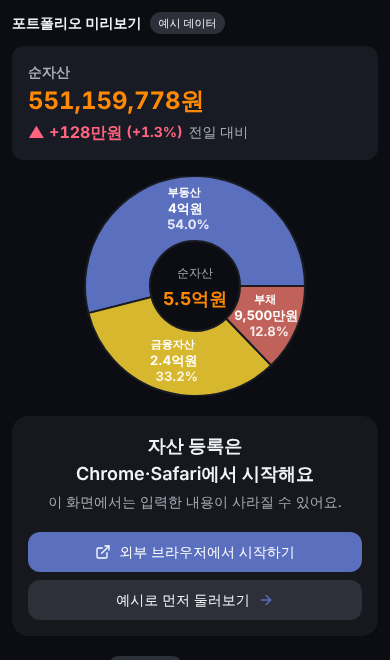 포트폴리오 미리보기 예시 데이터
순자산
551,159,778원
▲ +128만원 (+1.3%) 전일 대비
부동산
4억원
54.0%
순자산
5.5억원
부채
9,500만원
12.8%
금융자산
2.4억원
33.2%
자산 등록은
Chrome·Safari에서 시작해요
이 화면에서는 입력한 내용이 사라질 수 있어요.
외부 브라우저에서 시작하기
예시로 먼저 둘러보기 →